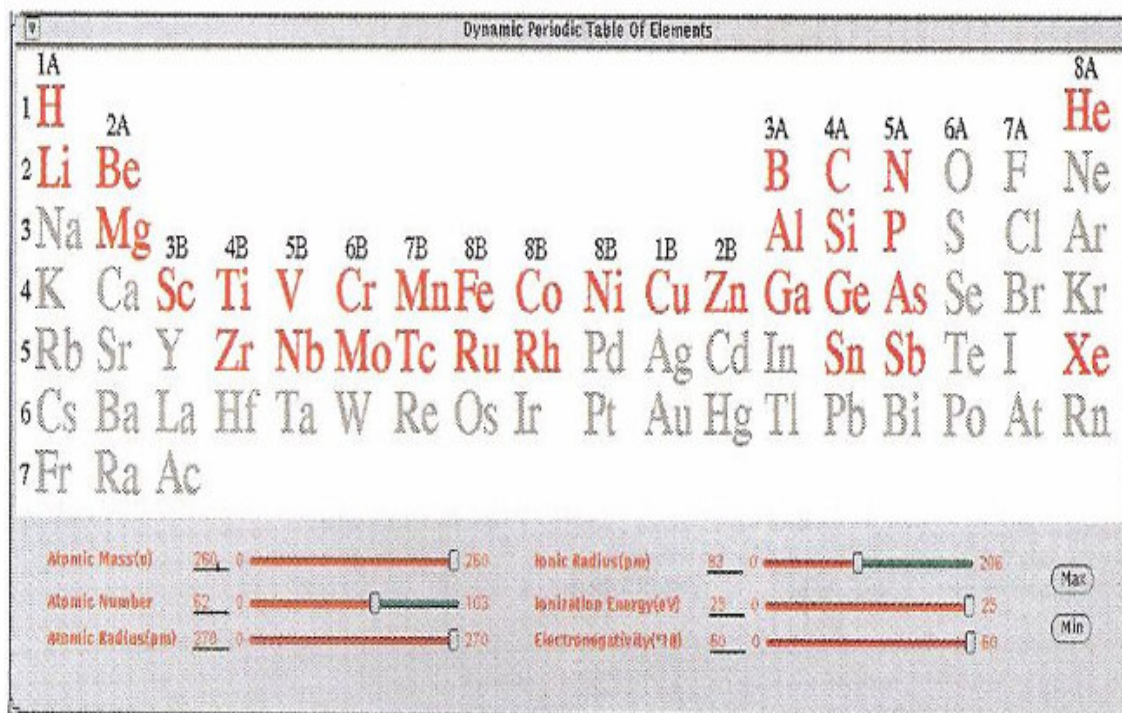 Dynamic Periodic Table Of Elements
1A 8A
1 H He
2A 3A 4A 5A 6A 7A
2 Li Be B C N O F Ne
3 Na Mg Al Si P S Cl Ar
3B 4B 5B 6B 7B 8B 8B 8B 1B 2B
4 K Ca Sc Ti V Cr Mn Fe Co Ni Cu Zn Ga Ge As Se Br Kr
5 Rb Sr Y Zr Nb Mo Tc Ru Rh Pd Ag Cd In Sn Sb Te I Xe
6 Cs Ba La Hf Ta W Re Os Ir Pt Au Hg Tl Pb Bi Po At Rn
7 Fr Ra Ac
Atomic Mass(u) 260 0 260
Atomic Number 62 0 103
Atomic Radius(pm) 270 0 270
Ionic Radius(pm) 93 0 206
Ionization Energy(eV) 25 0 25
Electronegativity(*10) 60 0 60
Max
Min